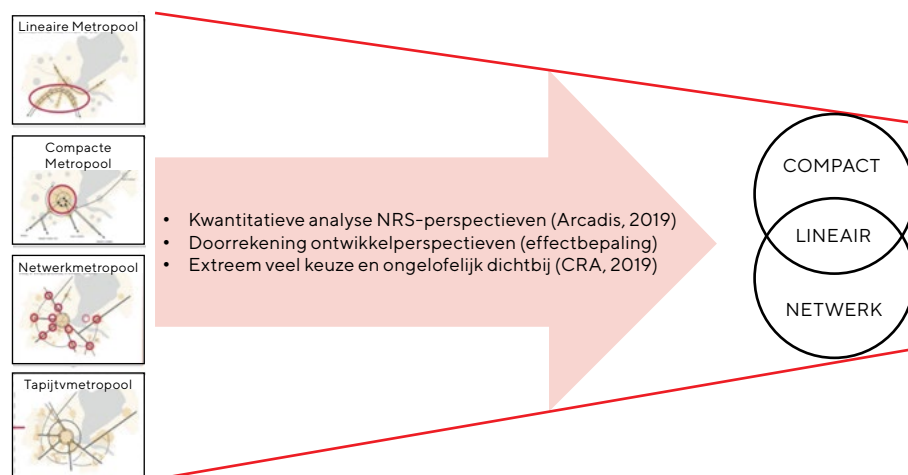 Lineaire Metropool
Compacte
Metropool
Netwerkmetropool
Tapijtvmetropool
• Kwantitatieve analyse NRS-perspectieven (Arcadis, 2019)
• Doorrekening ontwikkelperspectieven (effectbepaling)
• Extreem veel keuze en ongelofelijk dichtbij (CRA, 2019)
COMPACT
LINEAIR
NETWERK